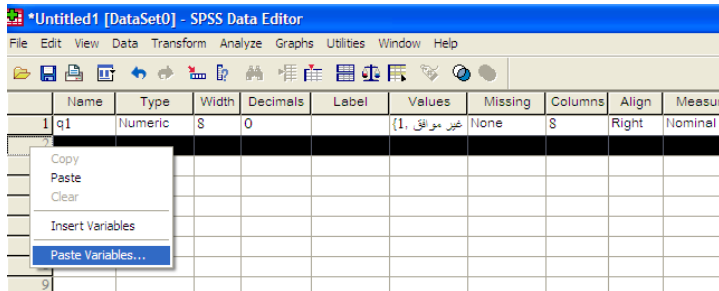 *Untitled1 [DataSet0] - SPSS Data Editor
File Edit View Data Transform Analyze Graphs Utilities Window Help
Name Type Width Decimals Label Values Missing Columns Align Measu
1 q1 Numeric 8 0 {1, غير موافق None 8 Right Nominal
2
Copy
Paste
Clear
Insert Variables
Paste Variables...
9